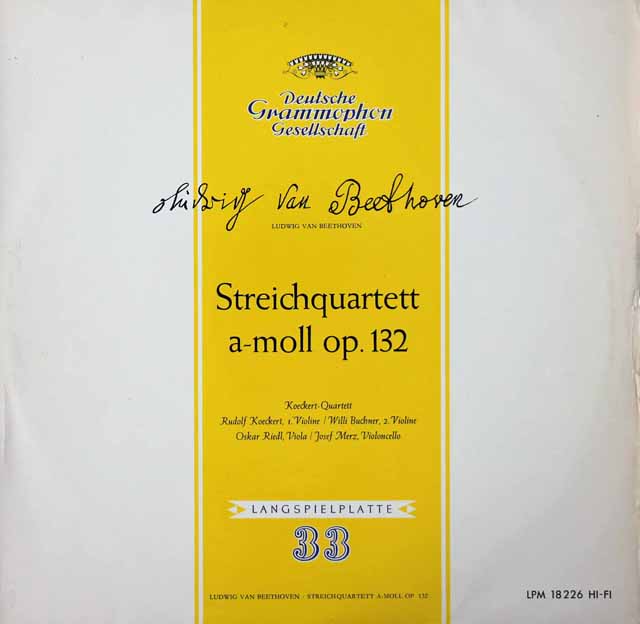 Deutsche
Grammophon
Gesellschaft
Ludwig van Beethoven
LUDWIG VAN BEETHOVEN
Streichquartett
a-moll op. 132
Koeckert-Quartett
Rudolf Koeckert, 1. Violine / Willi Buchner, 2. Violine
Oskar Riedl, Viola / Josef Merz, Violoncello
LANGSPIELPLATTE
33
LUDWIG VAN BEETHOVEN · STREICHQUARTETT A-MOLL OP. 132
LPM 18226 HI-FI